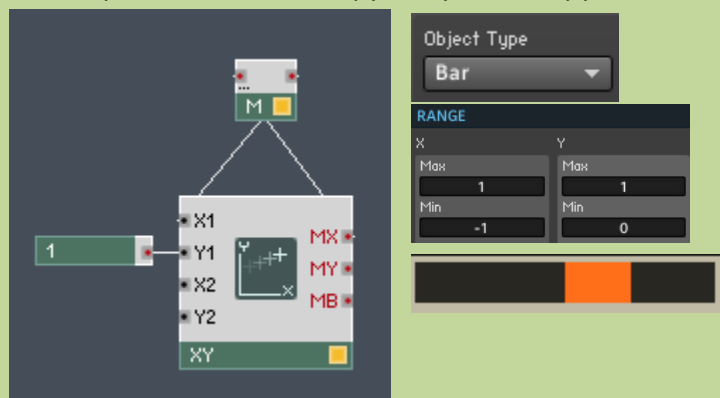 ...
M
1
X1
Y1
X2
Y2
Y
X
MX
MY
MB
XY
Object Type
Bar
RANGE
X
Y
Max
Max
1
1
Min
Min
-1
0